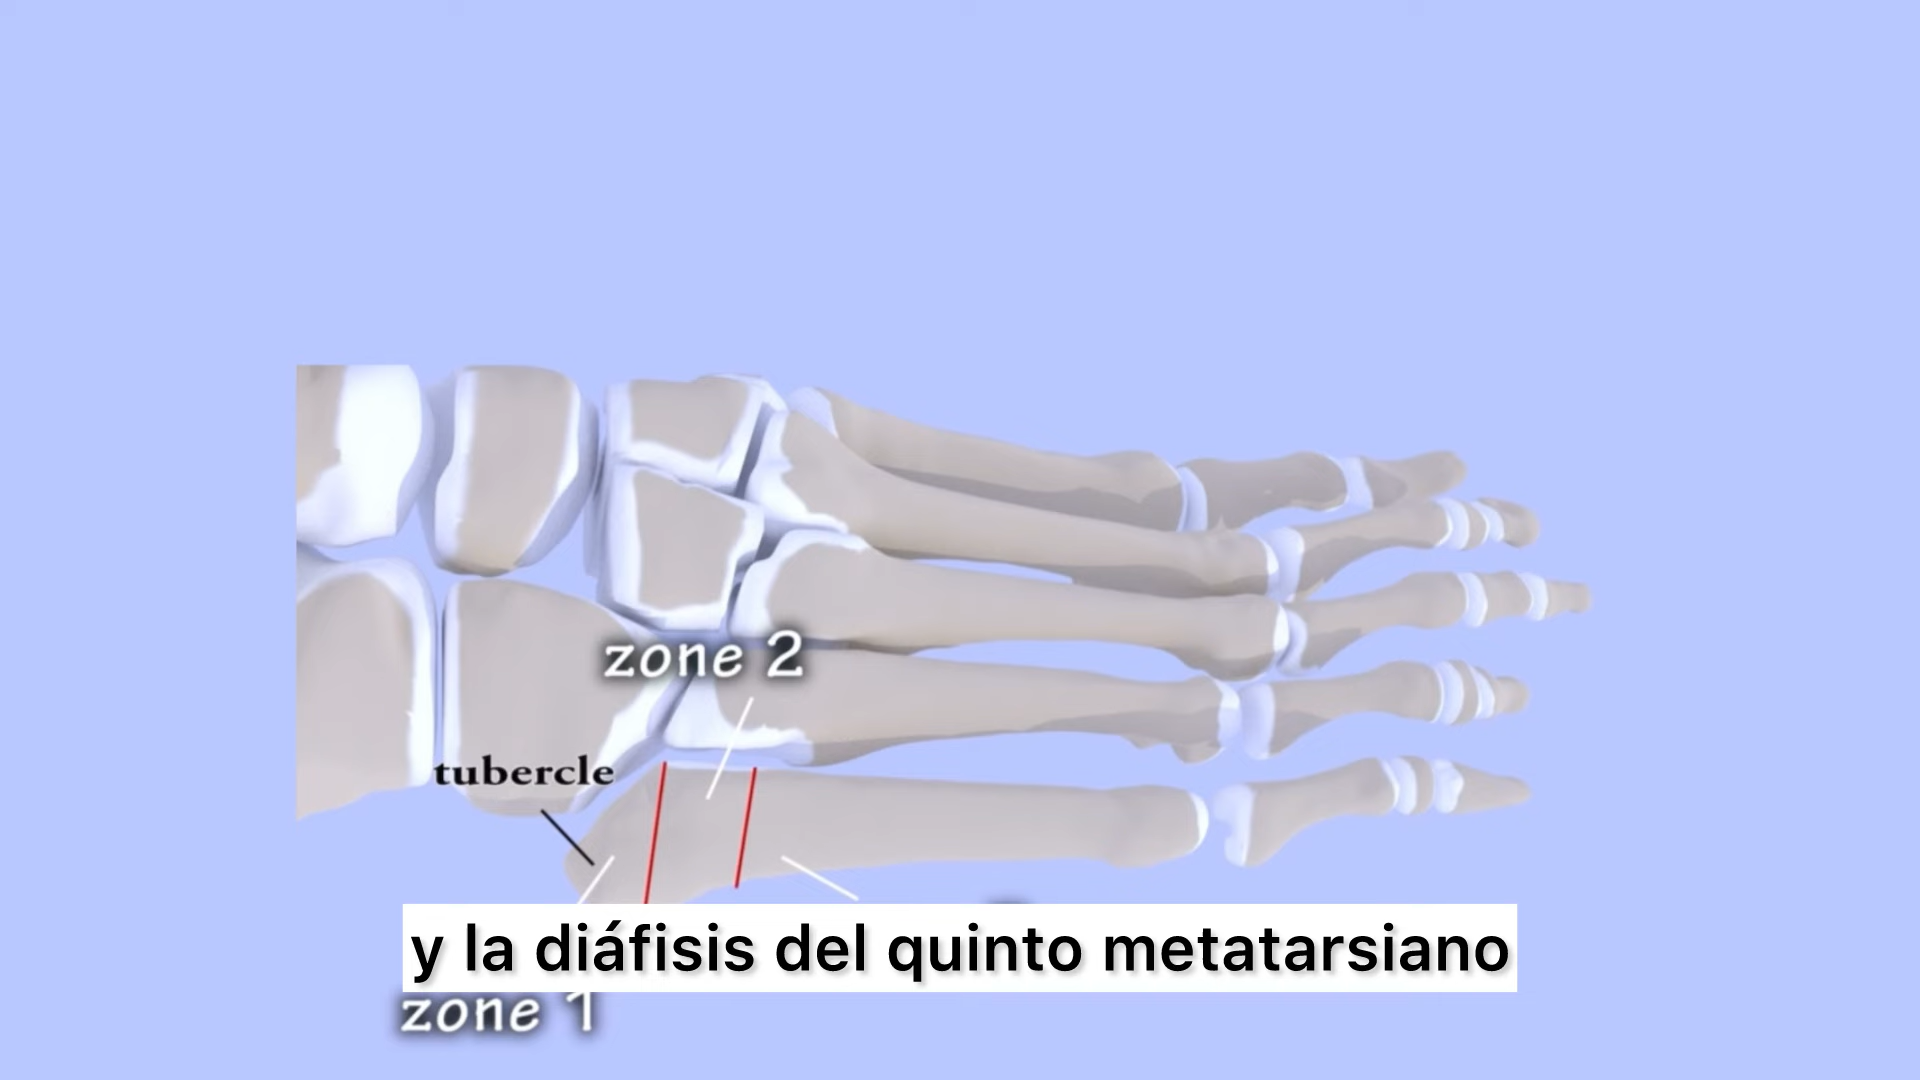 zone 2
tubercle
y la diáfisis del quinto metatarsiano
zone 1